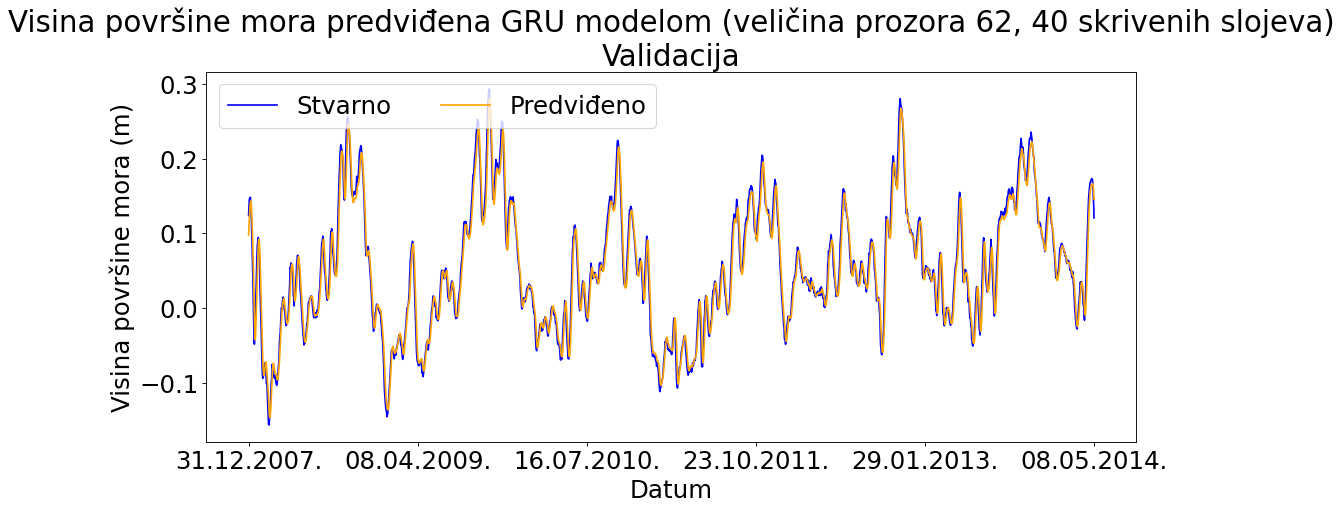 Visina površine mora predviđena GRU modelom (veličina prozora 62, 40 skrivenih slojeva)
Validacija
Stvarno Predviđeno
Visina površine mora (m)
0.3
0.2
0.1
0.0
−0.1
31.12.2007. 08.04.2009. 16.07.2010. 23.10.2011. 29.01.2013. 08.05.2014.
Datum